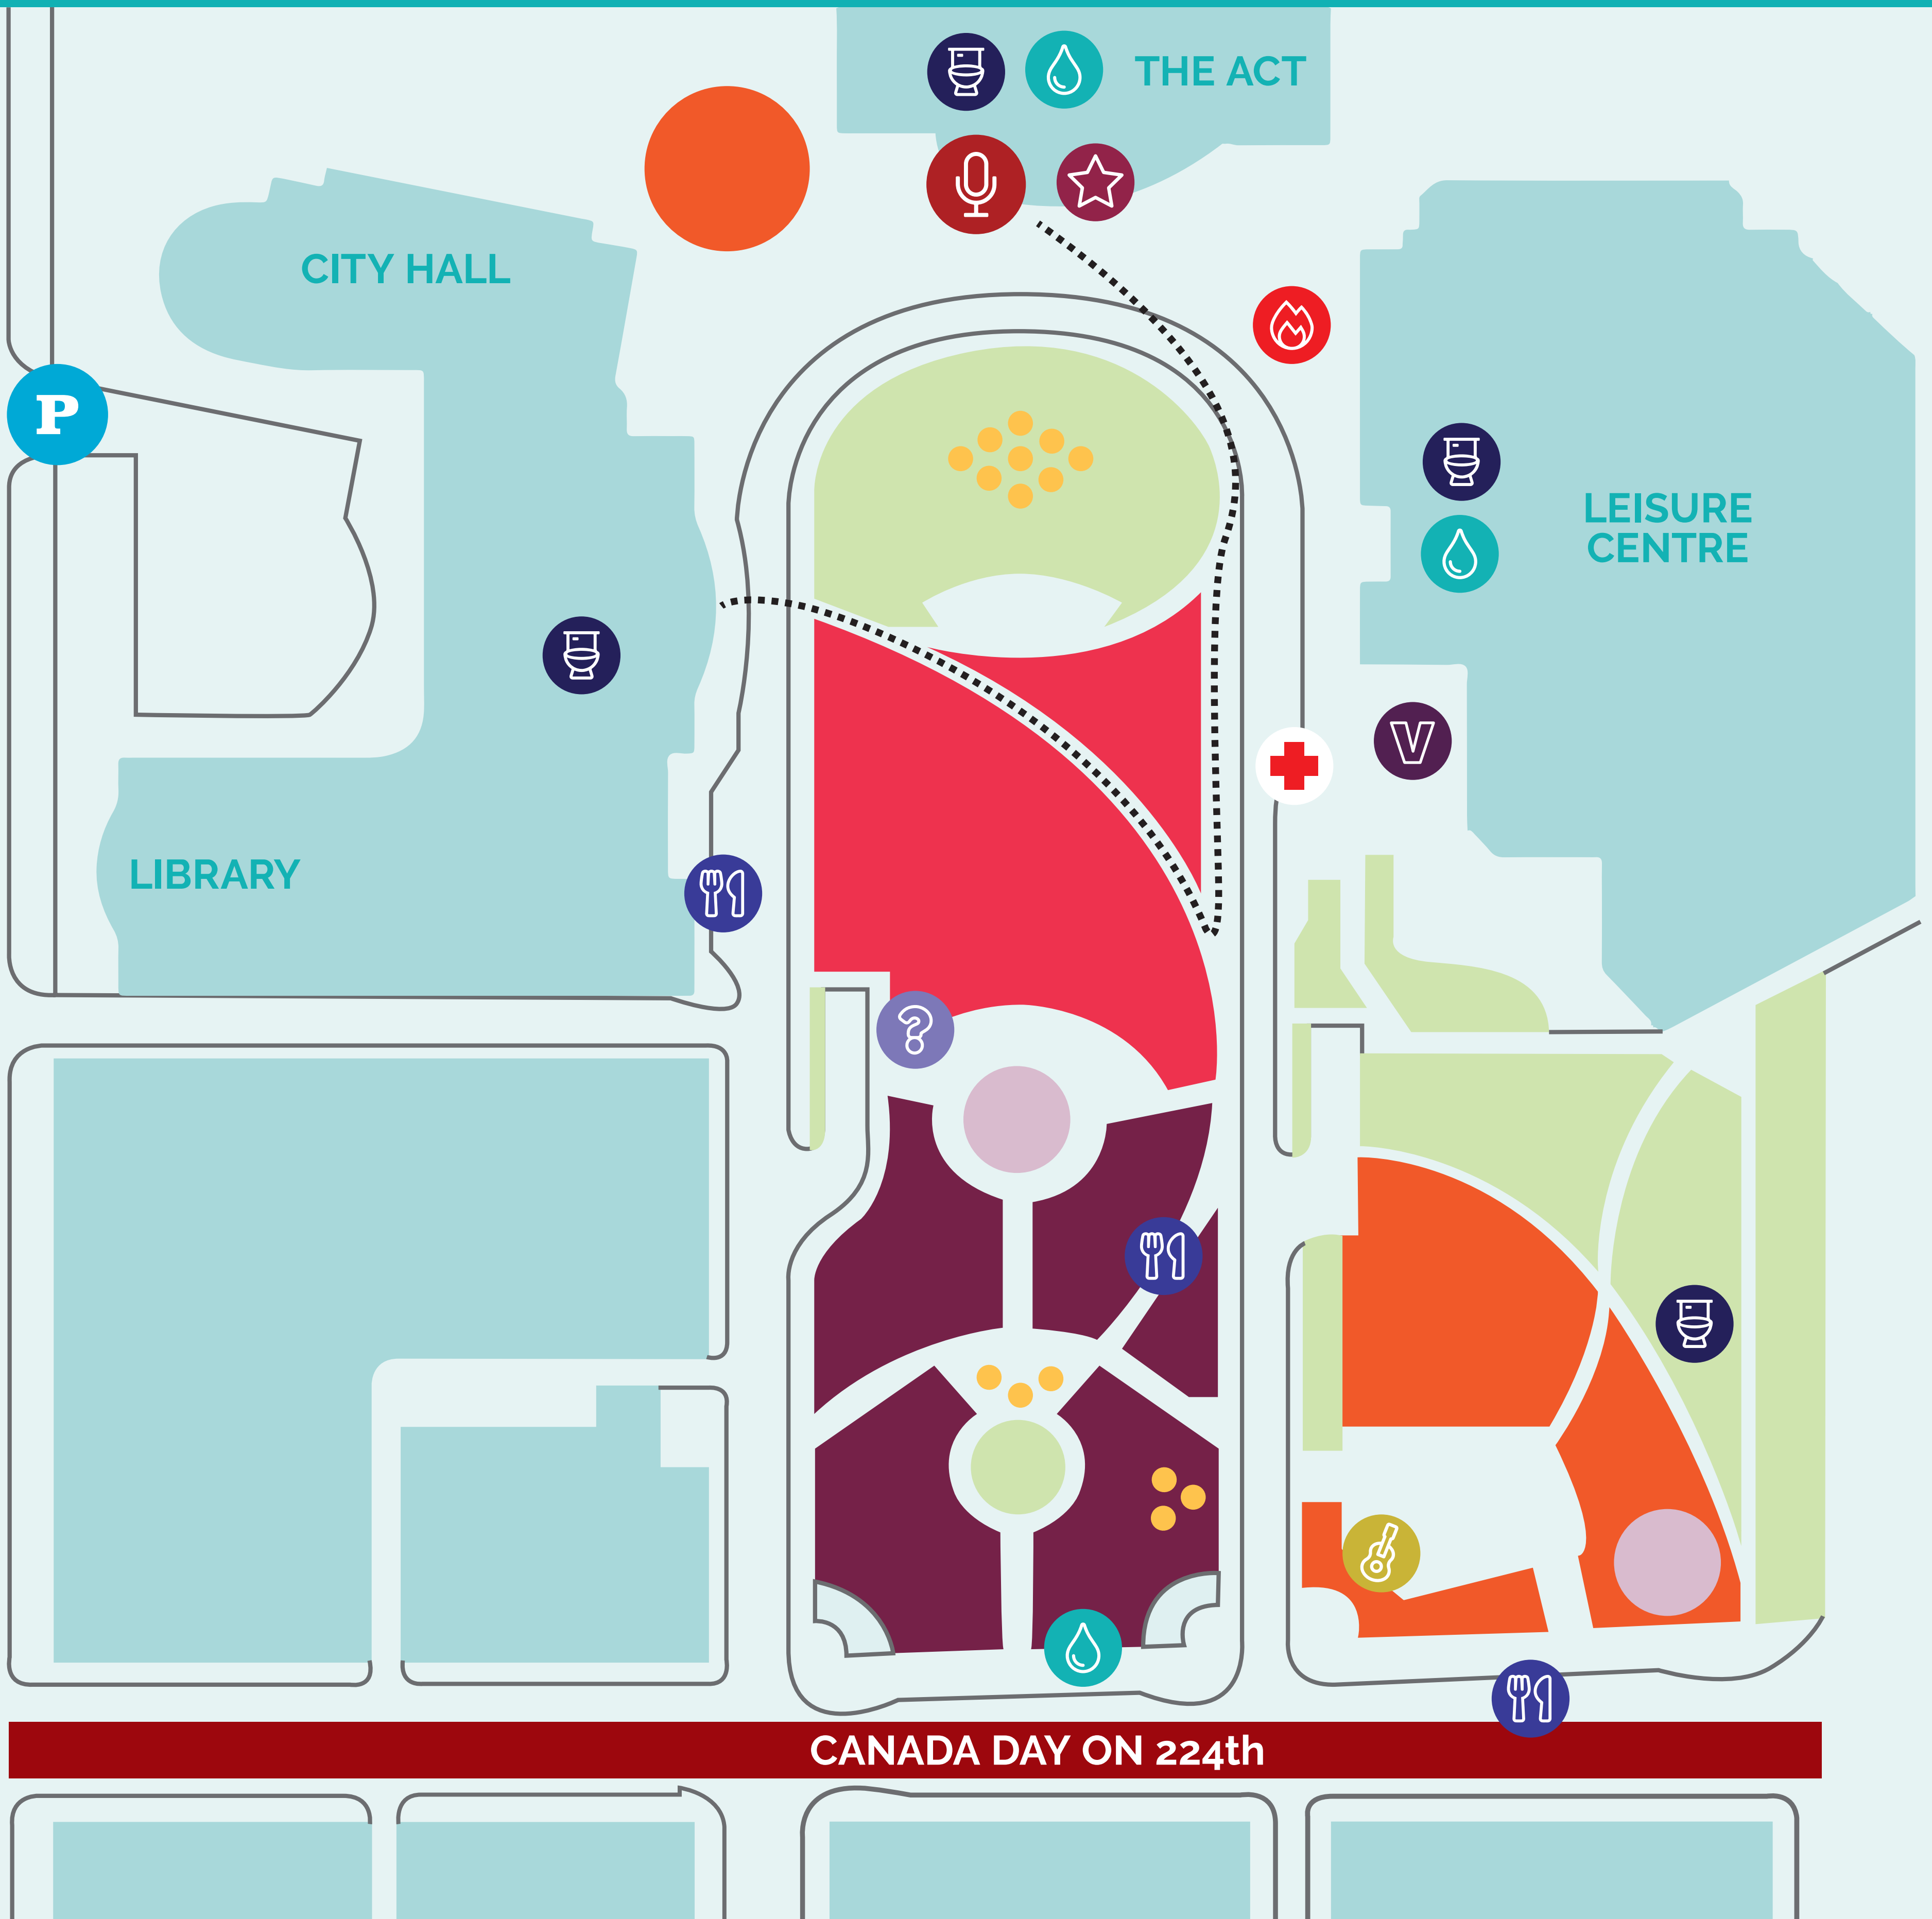 THE ACT
CITY HALL
P
LEISURE
CENTRE
V
LIBRARY
?
CANADA DAY ON 224th